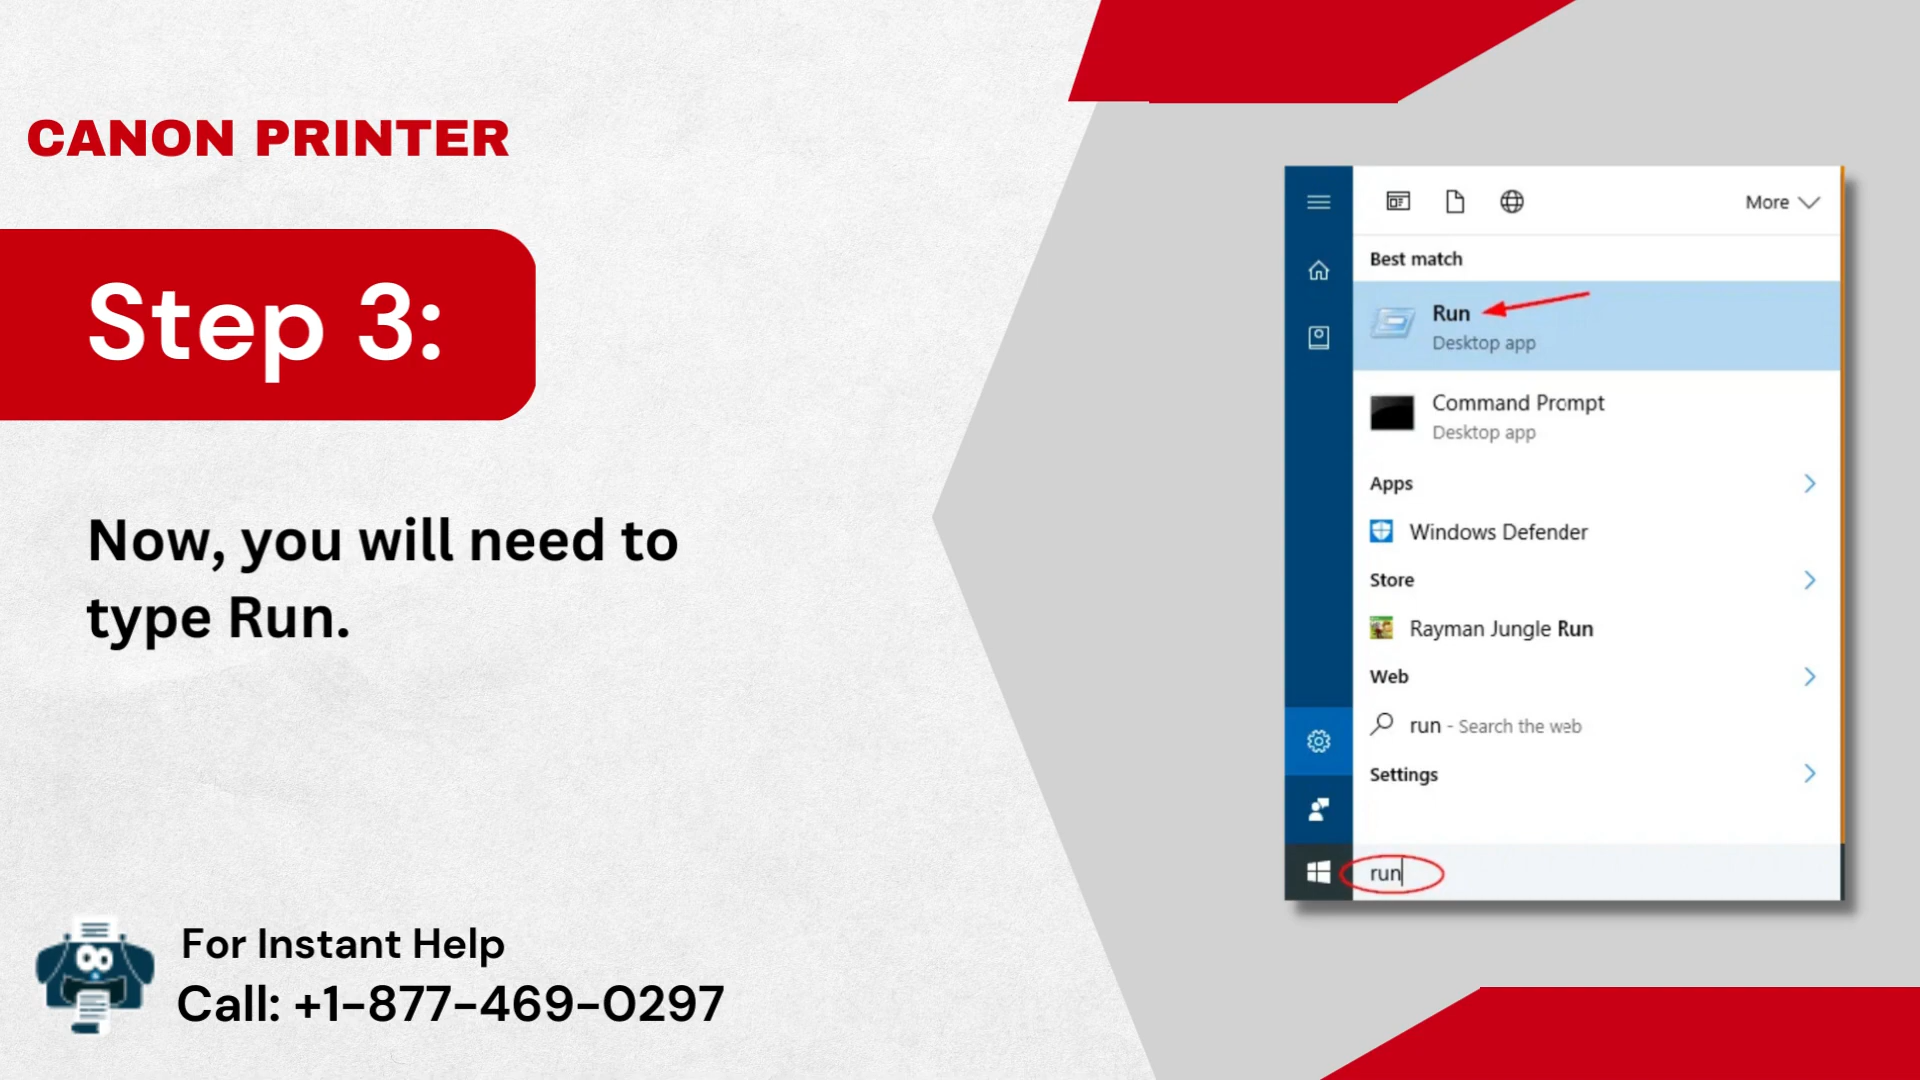 CANON PRINTER
Step 3:
Now, you will need to
type Run.
For Instant Help
Call: +1-877-469-0297
More
Best match
Run
Desktop app
Command Prompt
Desktop app
Apps
Windows Defender
Store
Rayman Jungle Run
Web
run - Search the web
Settings
run